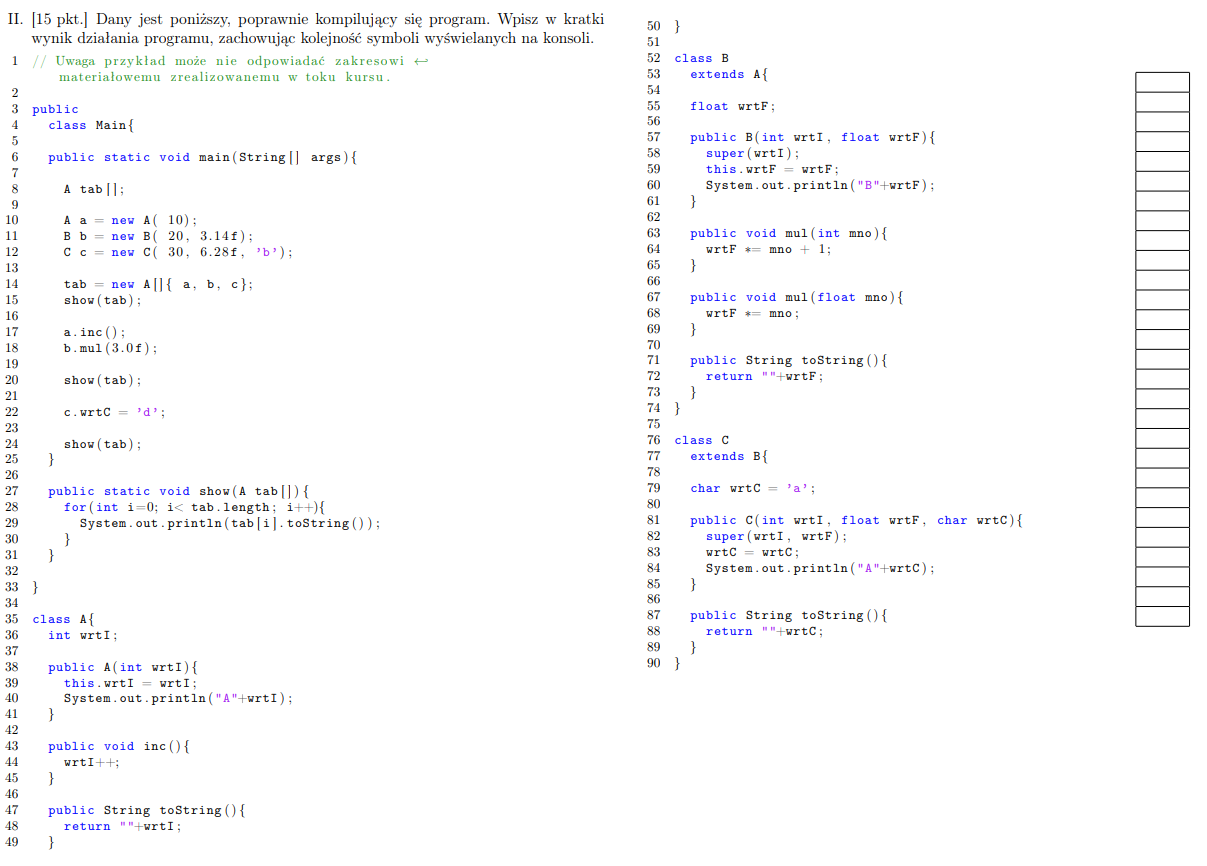 II. [15 pkt.] Dany jest poniższy, poprawnie kompilujący się program. Wpisz w kratki
wynik działania programu, zachowując kolejność symboli wyświelanych na konsoli.
1 // Uwaga przykład może nie odpowiadać zakresowi ↩
materiałowemu zrealizowanemu w toku kursu.
2
3 public
4 class Main{
5
6 public static void main(String[] args){
7
8 A tab[];
9
10 A a = new A( 10);
11 B b = new B( 20, 3.14f);
12 C c = new C( 30, 6.28f, 'b');
13
14 tab = new A[]{ a, b, c};
15 show(tab);
16
17 a.inc();
18 b.mul(3.0f);
19
20 show(tab);
21
22 c.wrtC = 'd';
23
24 show(tab);
25 }
26
27 public static void show(A tab[]){
28 for(int i=0; i< tab.length; i++){
29 System.out.println(tab[i].toString());
30 }
31 }
32
33 }
34
35 class A{
36 int wrtI;
37
38 public A(int wrtI){
39 this.wrtI = wrtI;
40 System.out.println("A"+wrtI);
41 }
42
43 public void inc(){
44 wrtI++;
45 }
46
47 public String toString(){
48 return ""+wrtI;
49 }
50 }
51
52 class B
53 extends A{
54
55 float wrtF;
56
57 public B(int wrtI, float wrtF){
58 super(wrtI);
59 this.wrtF = wrtF;
60 System.out.println("B"+wrtF);
61 }
62
63 public void mul(int mno){
64 wrtF *= mno + 1;
65 }
66
67 public void mul(float mno){
68 wrtF *= mno;
69 }
70
71 public String toString(){
72 return ""+wrtF;
73 }
74 }
75
76 class C
77 extends B{
78
79 char wrtC = 'a';
80
81 public C(int wrtI, float wrtF, char wrtC){
82 super(wrtI, wrtF);
83 wrtC = wrtC;
84 System.out.println("A"+wrtC);
85 }
86
87 public String toString(){
88 return ""+wrtC;
89 }
90 }